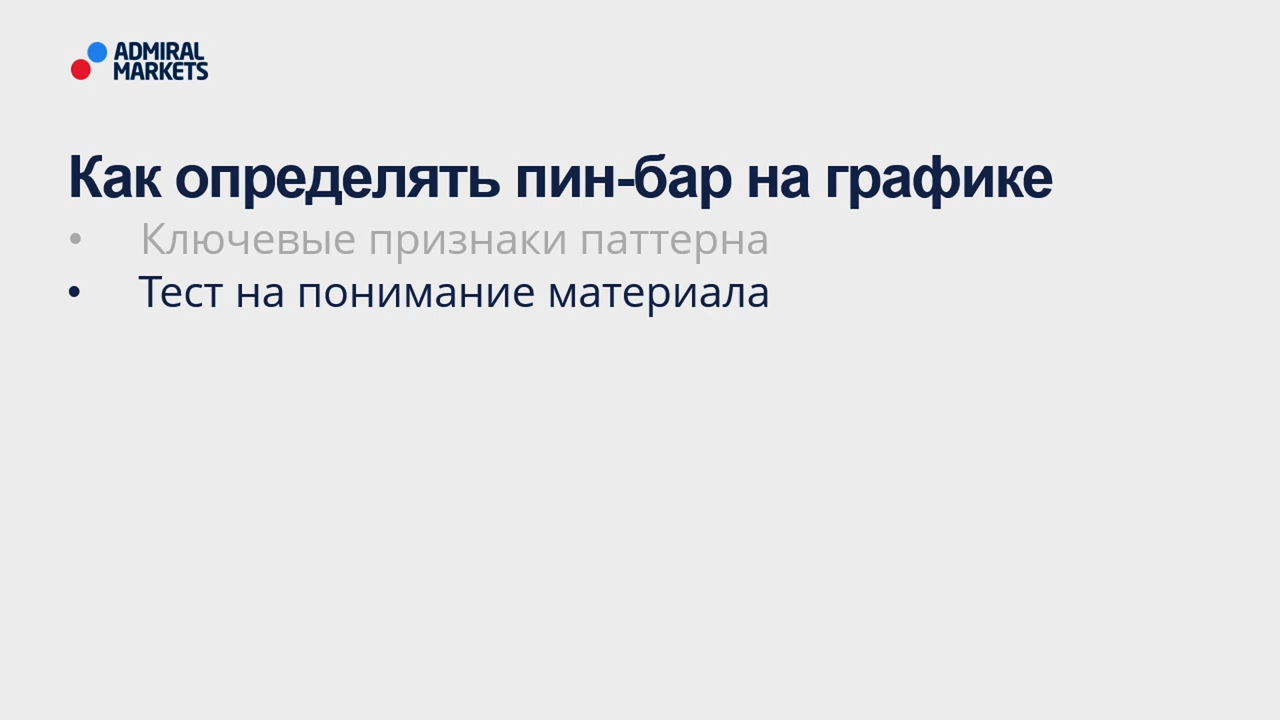 ADMIRAL
MARKETS
Как определять пин-бар на графике
• Ключевые признаки паттерна
• Тест на понимание материала